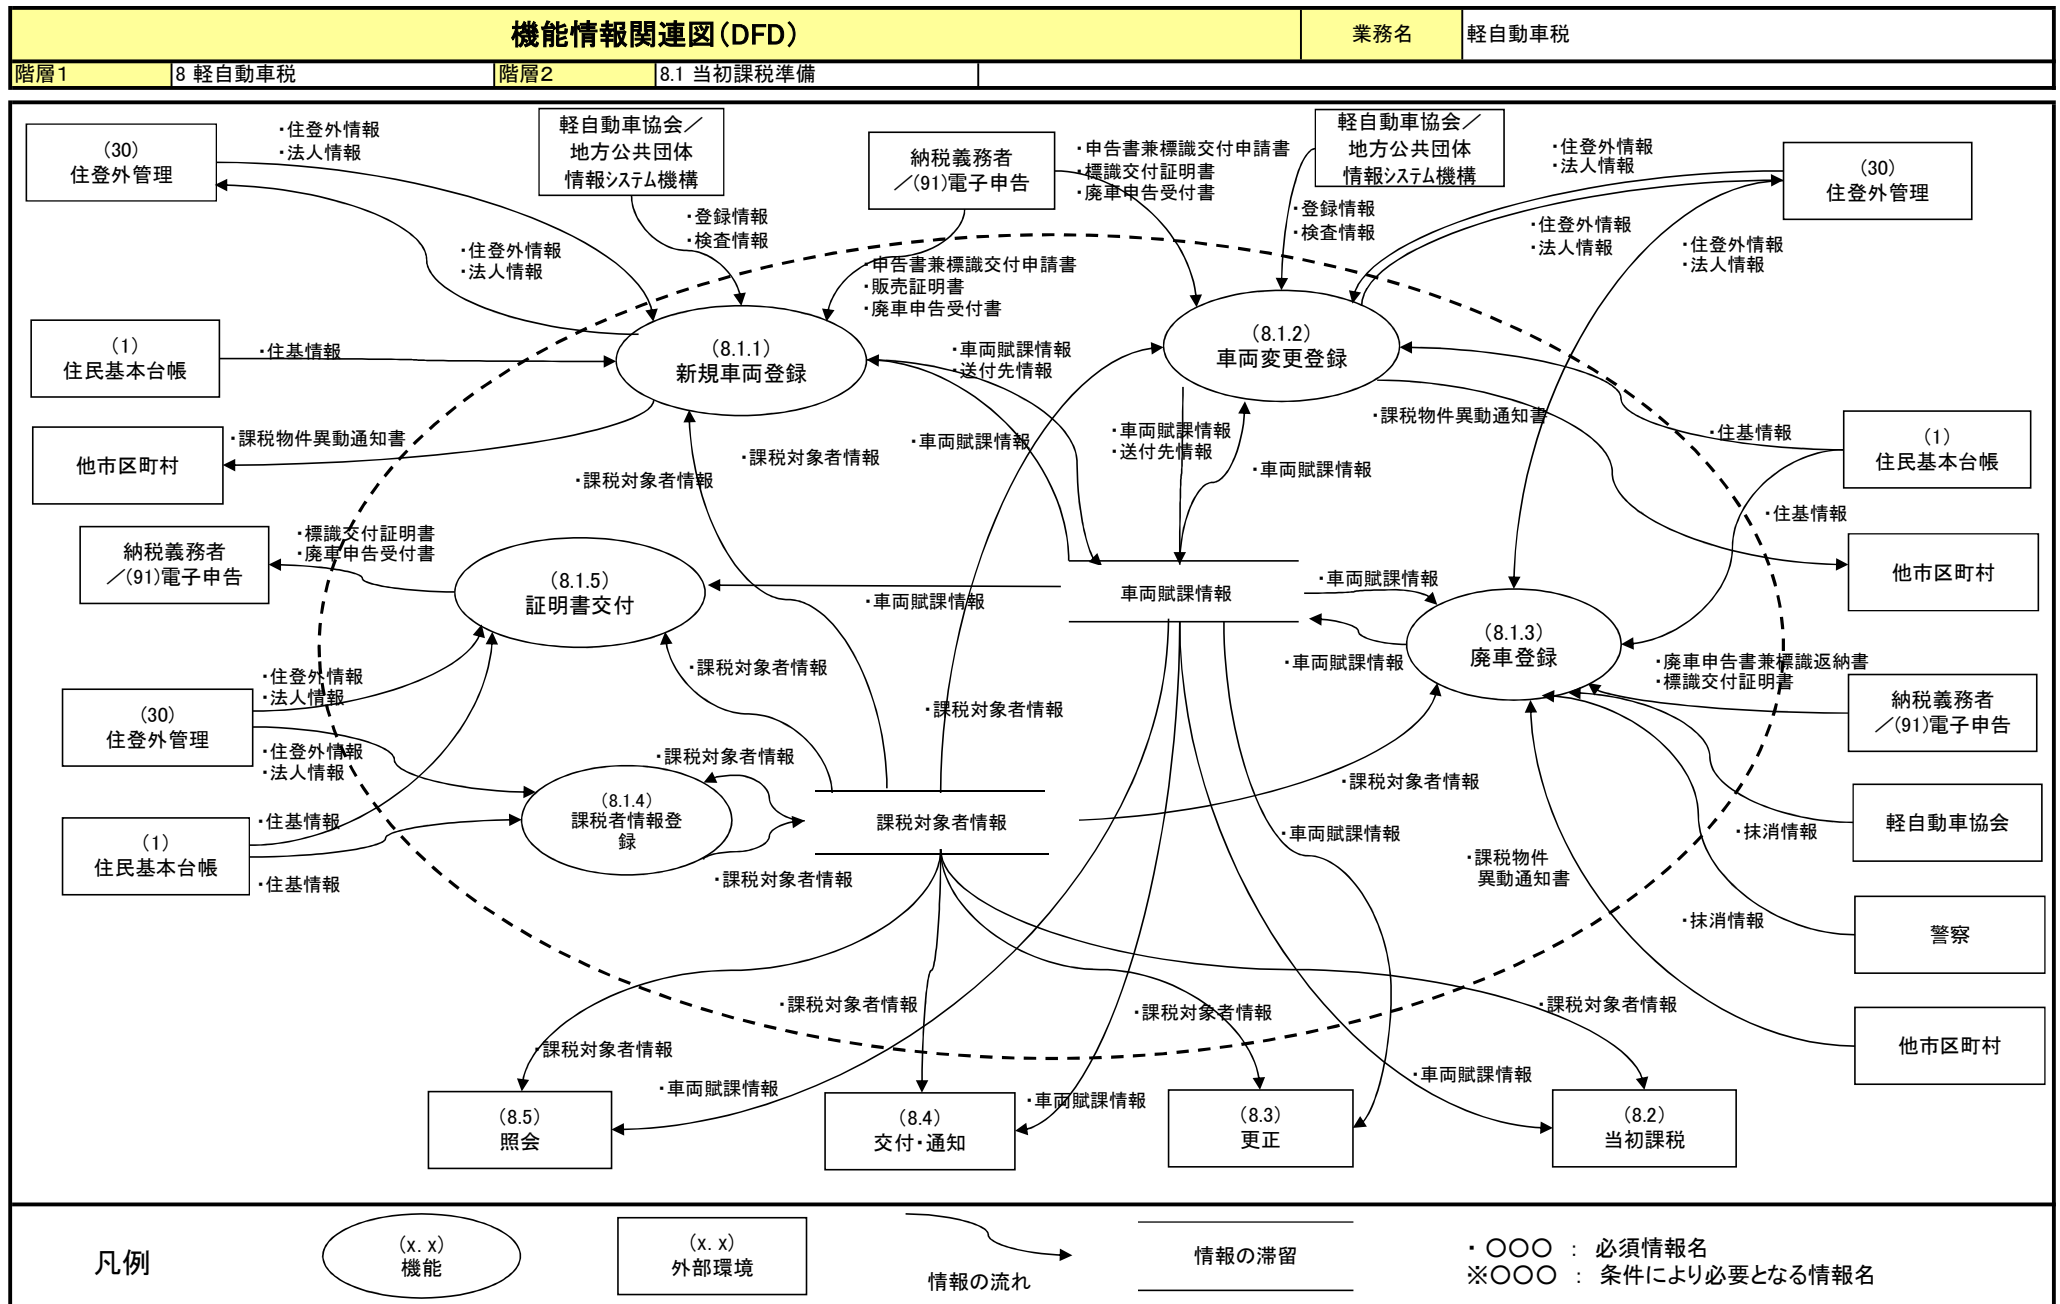 機能情報関連図(DFD)
業務名
軽自動車税
階層1
8 軽自動車税
階層2
8.1 当初課税準備
(30)
住登外管理
・住登外情報
・法人情報
軽自動車協会／
地方公共団体
情報システム機構
納税義務者
／(91)電子申告
・申告書兼標識交付申請書
・標識交付証明書
・廃車申告受付書
軽自動車協会／
地方公共団体
情報システム機構
・住登外情報
・法人情報
(30)
住登外管理
・登録情報
・検査情報
・登録情報
・検査情報
・住登外情報
・法人情報
・住登外情報
・法人情報
・住登外情報
・法人情報
・申告書兼標識交付申請書
・販売証明書
・廃車申告受付書
(1)
住民基本台帳
・住基情報
(8.1.1)
新規車両登録
・車両賦課情報
・送付先情報
(8.1.2)
車両変更登録
・課税物件異動通知書
他市区町村
・課税物件異動通知書
・課税対象者情報
・課税対象者情報
・車両賦課情報
・車両賦課情報
・送付先情報
・車両賦課情報
・住基情報
(1)
住民基本台帳
・住基情報
納税義務者
／(91)電子申告
・標識交付証明書
・廃車申告受付書
(8.1.5)
証明書交付
・車両賦課情報
車両賦課情報
・車両賦課情報
他市区町村
・車両賦課情報
(8.1.3)
廃車登録
・廃車申告書兼標識返納書
・標識交付証明書
・課税対象者情報
・住登外情報
・法人情報
(30)
住登外管理
・住登外情報
・法人情報
・課税対象者情報
納税義務者
／(91)電子申告
・課税対象者情報
(8.1.4)
課税者情報登
録
課税対象者情報
・課税対象者情報
・住基情報
(1)
住民基本台帳
・住基情報
・課税対象者情報
・車両賦課情報
・抹消情報
軽自動車協会
・課税物件
異動通知書
・抹消情報
警察
・課税対象者情報
・課税対象者情報
・課税対象者情報
・課税対象者情報
他市区町村
・車両賦課情報
・車両賦課情報
・車両賦課情報
(8.5)
照会
(8.4)
交付・通知
(8.3)
更正
(8.2)
当初課税
凡例
(x. x)
機能
(x. x)
外部環境
情報の流れ
情報の滞留
・ ○○○ ： 必須情報名
※○○○ ： 条件により必要となる情報名